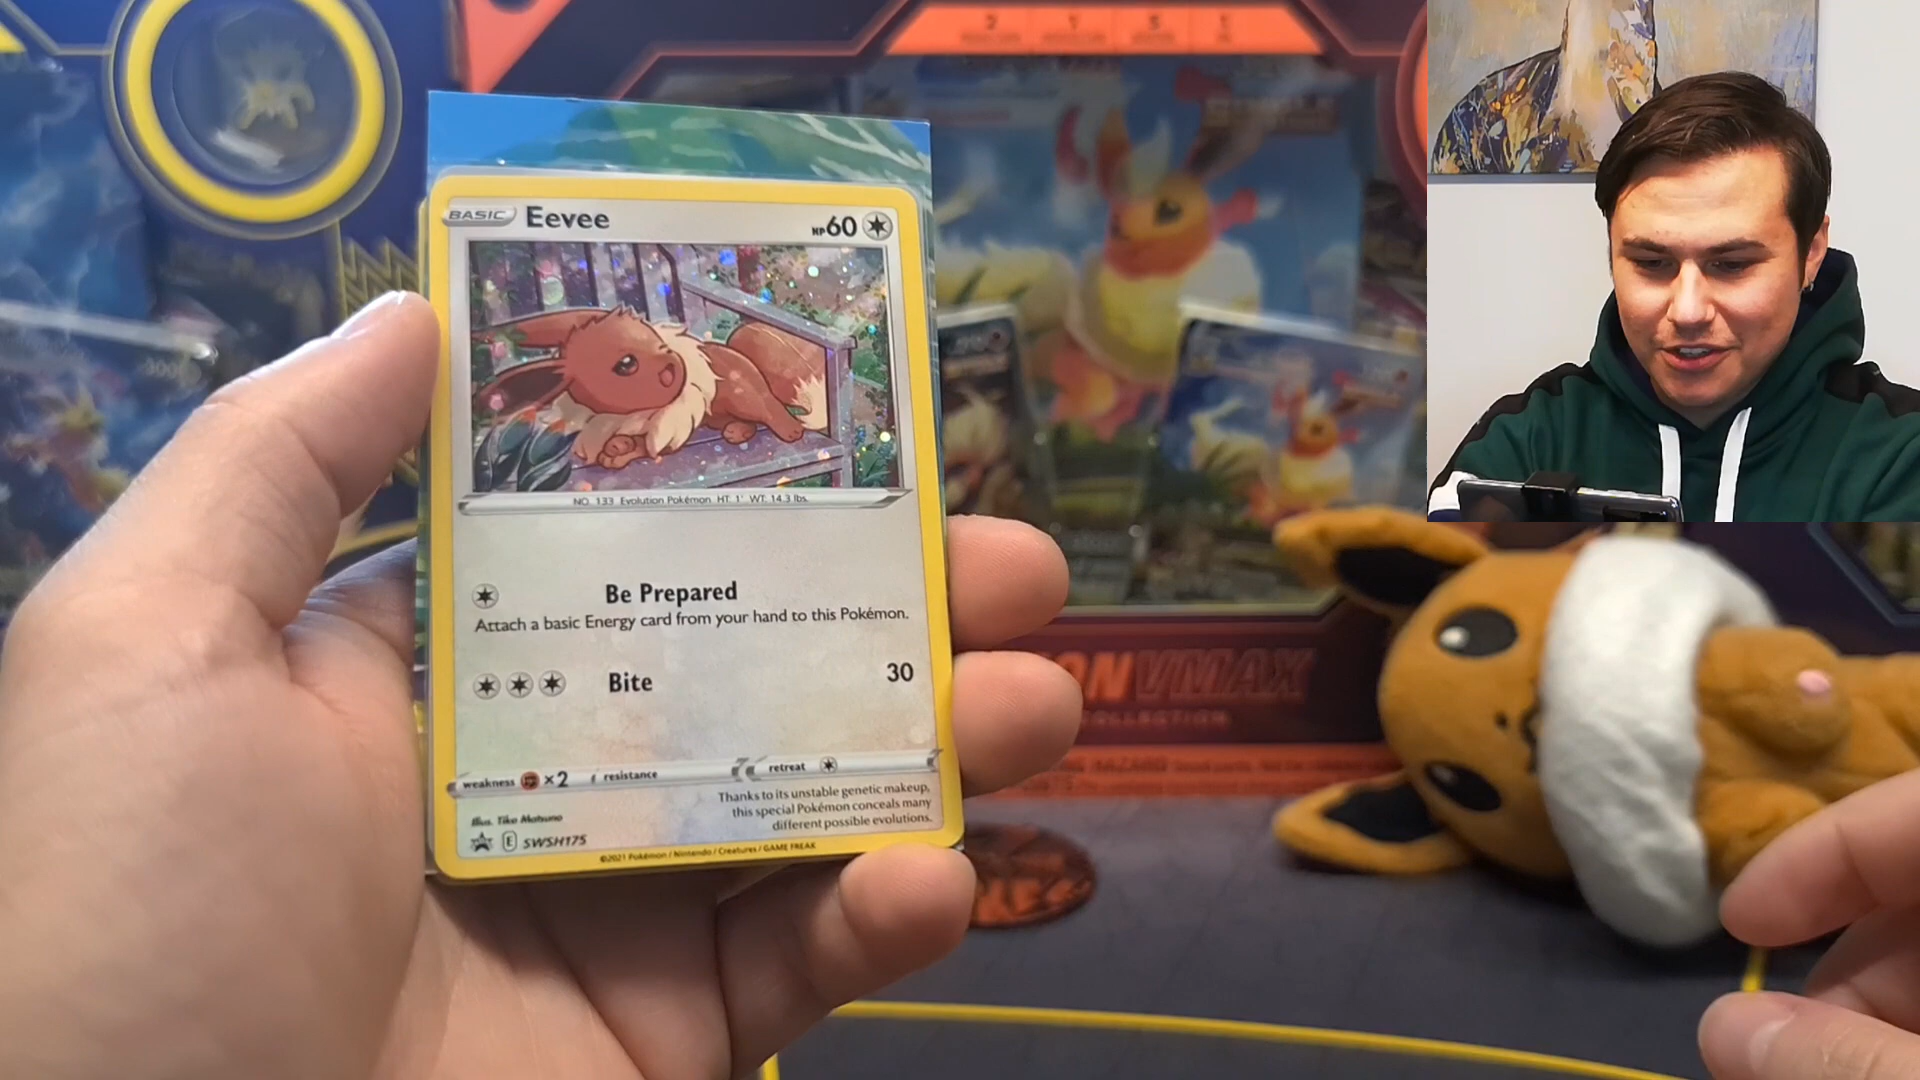 BASIC Eevee HP60
NO. 133 Evolution Pokémon HT: 1' WT: 14.3 lbs.
Be Prepared
Attach a basic Energy card from your hand to this Pokémon.
Bite 30
weakness ×2 resistance retreat
Thanks to its unstable genetic makeup,
this special Pokémon conceals many
different possible evolutions.
Illus. Tika Matsuno
E SWSH175
©2021 Pokémon / Nintendo / Creatures / GAME FREAK
ON VMAX
COLLECTION